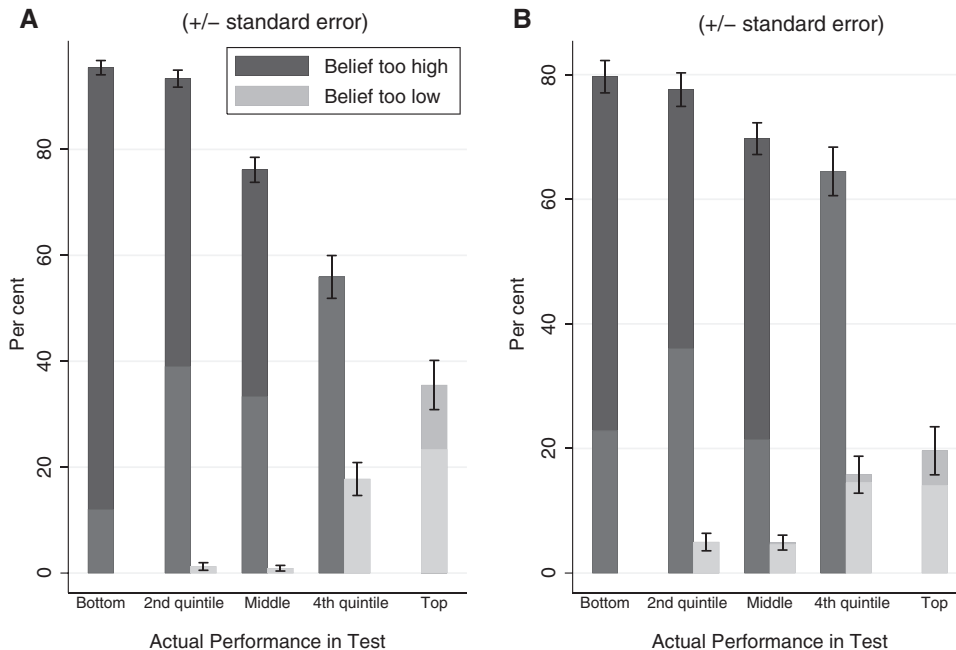 A
(+/− standard error)
Belief too high
Belief too low
Per cent
80
60
40
20
0
Bottom 2nd quintile Middle 4th quintile Top
Actual Performance in Test
B
(+/− standard error)
Per cent
80
60
40
20
0
Bottom 2nd quintile Middle 4th quintile Top
Actual Performance in Test